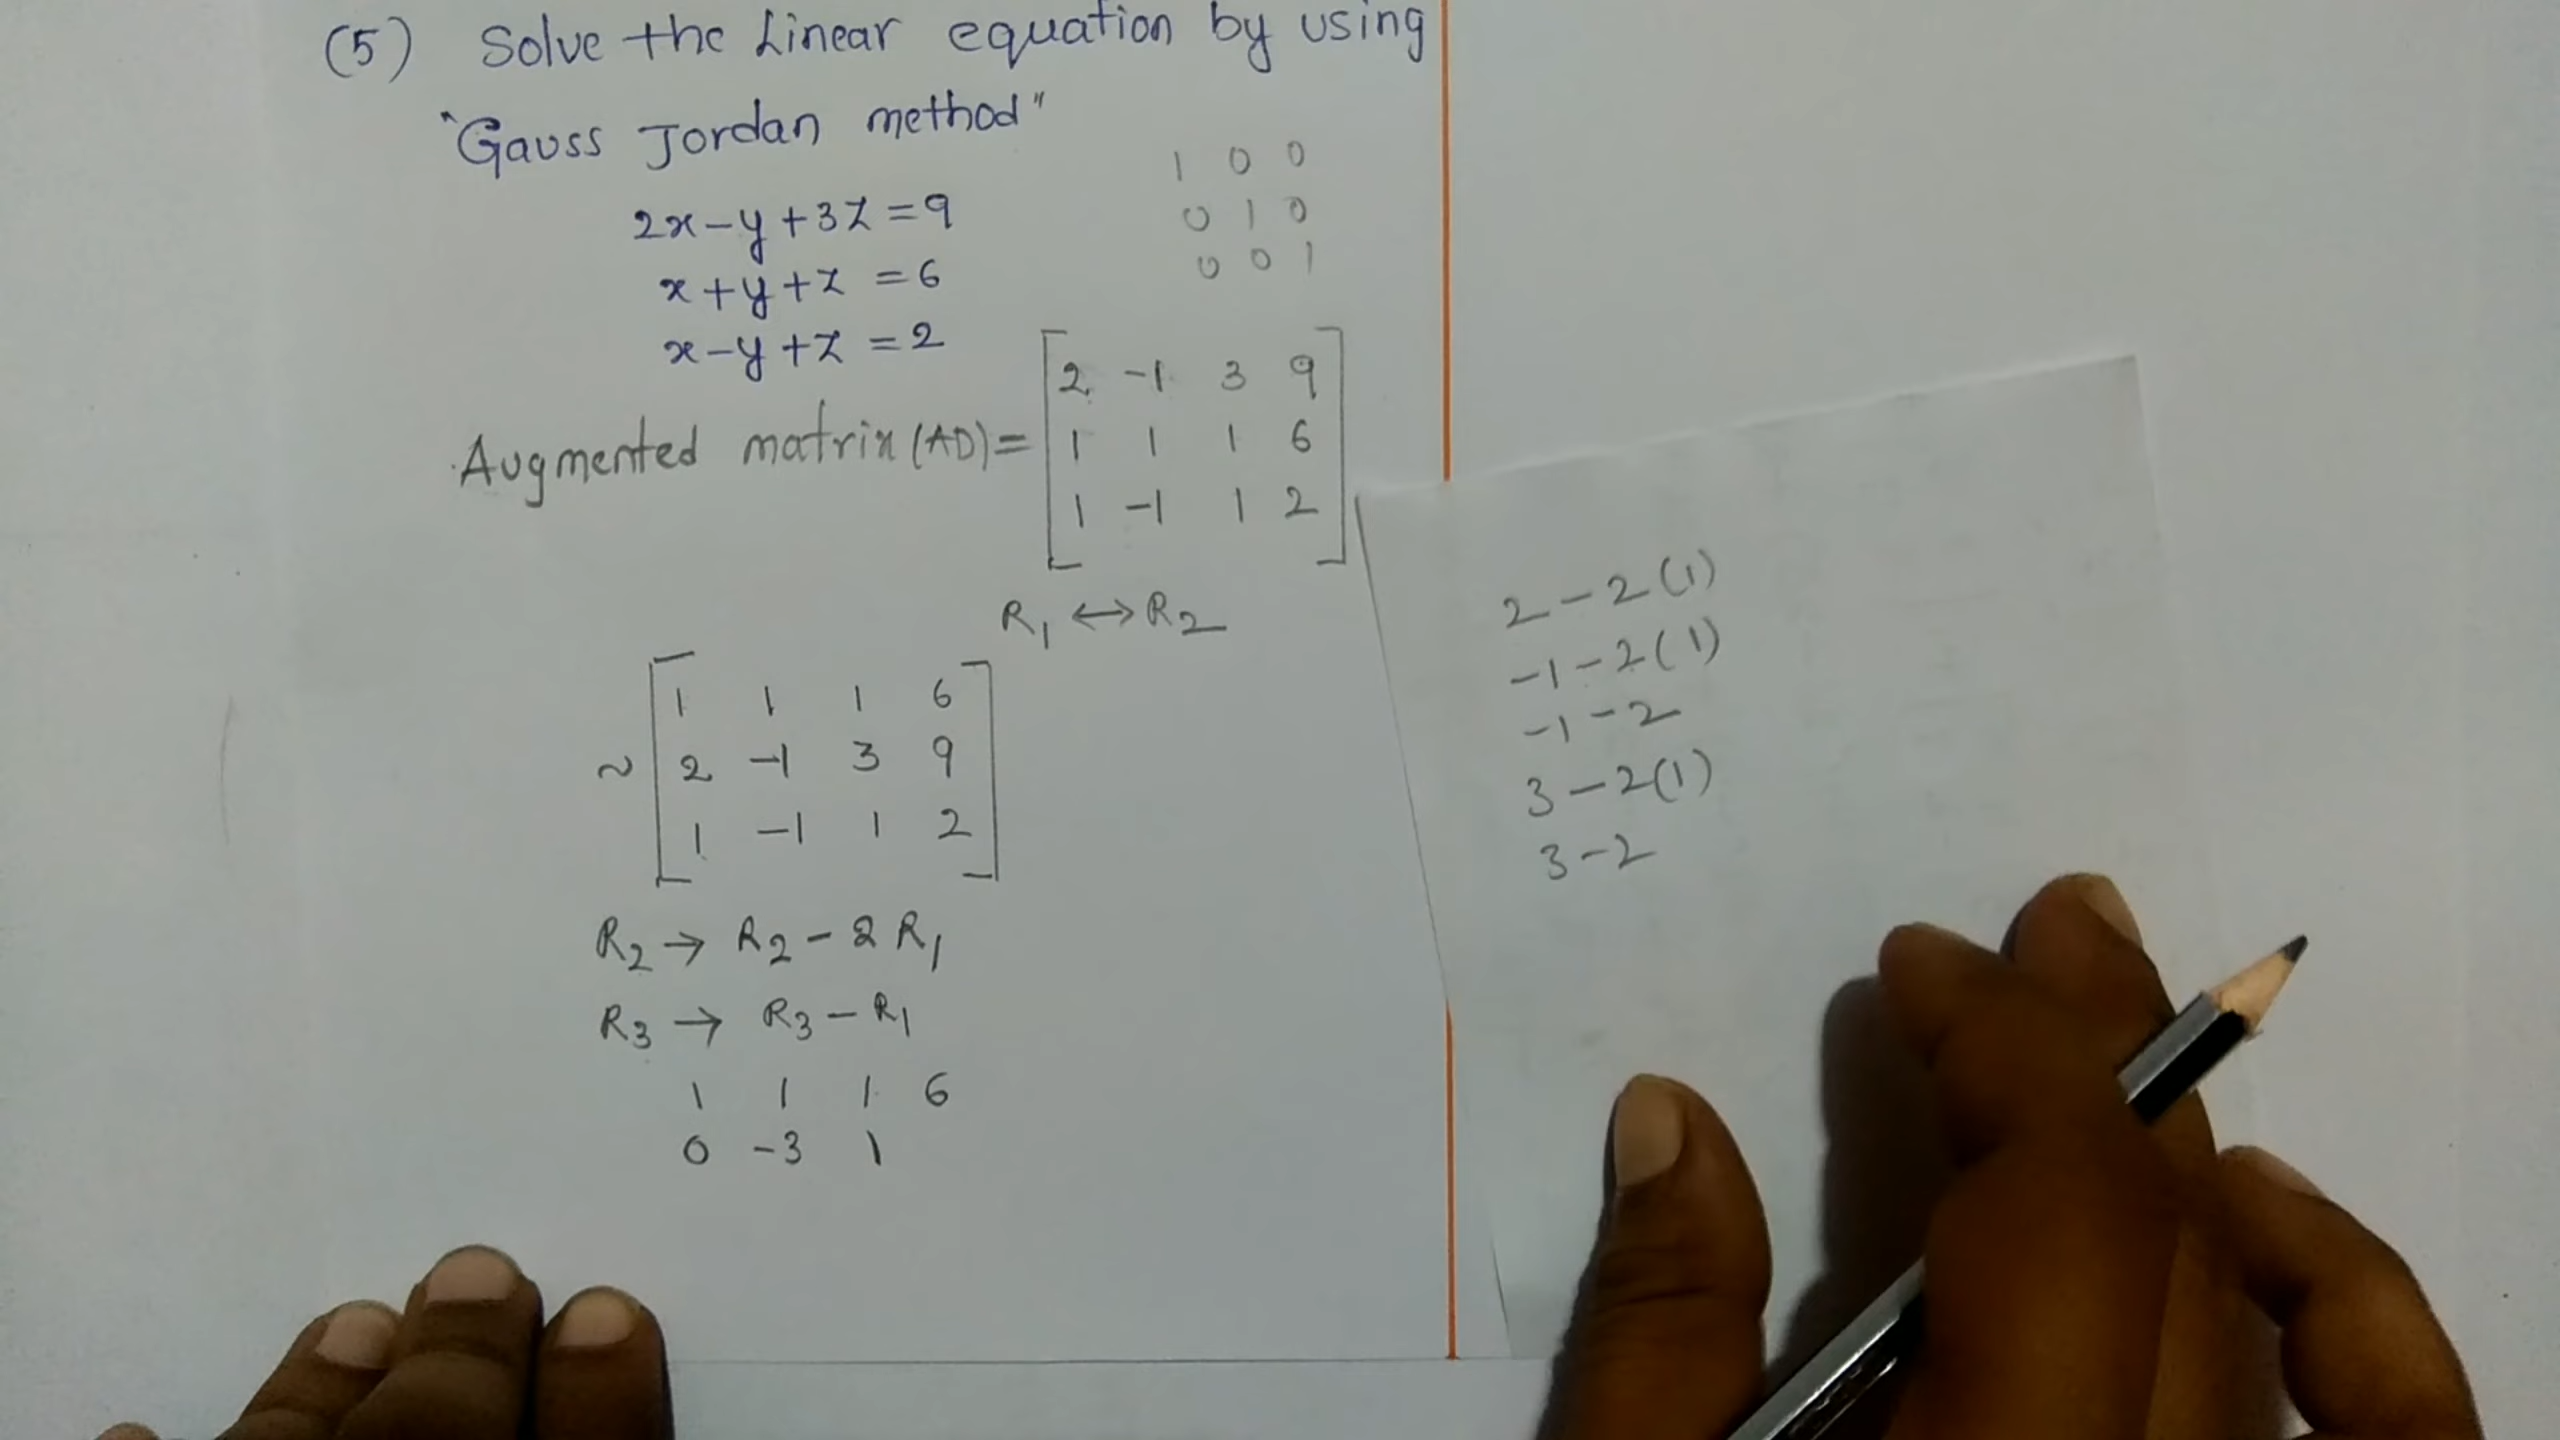 (5) Solve the Linear equation by using
"Gauss Jordan method"
2x-y+3z=9
x+y+z =6
x-y+z =2
1 0 0
0 1 0
0 0 1
Augmented matrix(AD)=
2 -1 3 9
1 1 1 6
1 -1 1 2
R1 ↔ R2
1 1 1 6
~ 2 -1 3 9
1 -1 1 2
R2 → R2 - 2 R1
R3 → R3 - R1
1 1 1 6
0 -3 1
2-2(1)
-1-2(1)
-1-2
3-2(1)
3-2